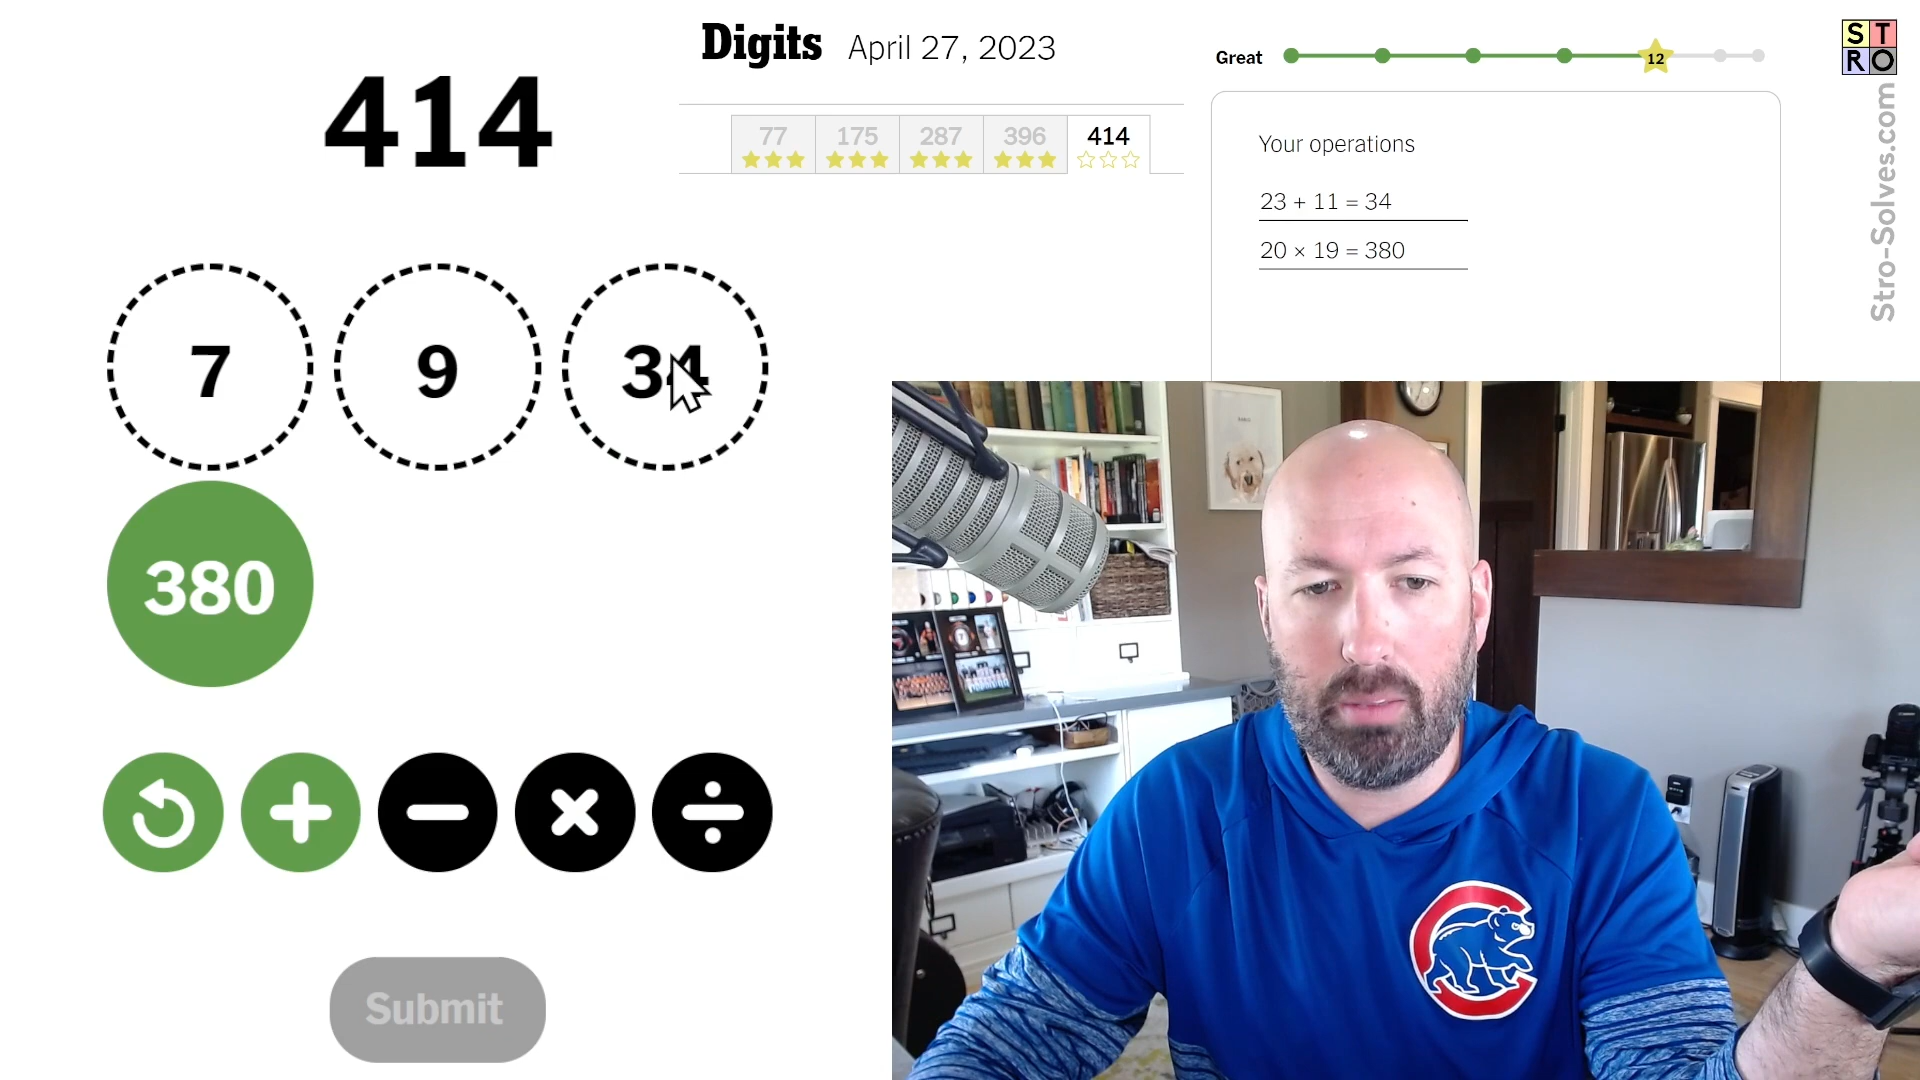 414
Digits April 27, 2023
77 175 287 396 414
7 9 34
380
Submit
Great 12
Your operations
23 + 11 = 34
20 × 19 = 380
S T
R O
Stro-Solves.com